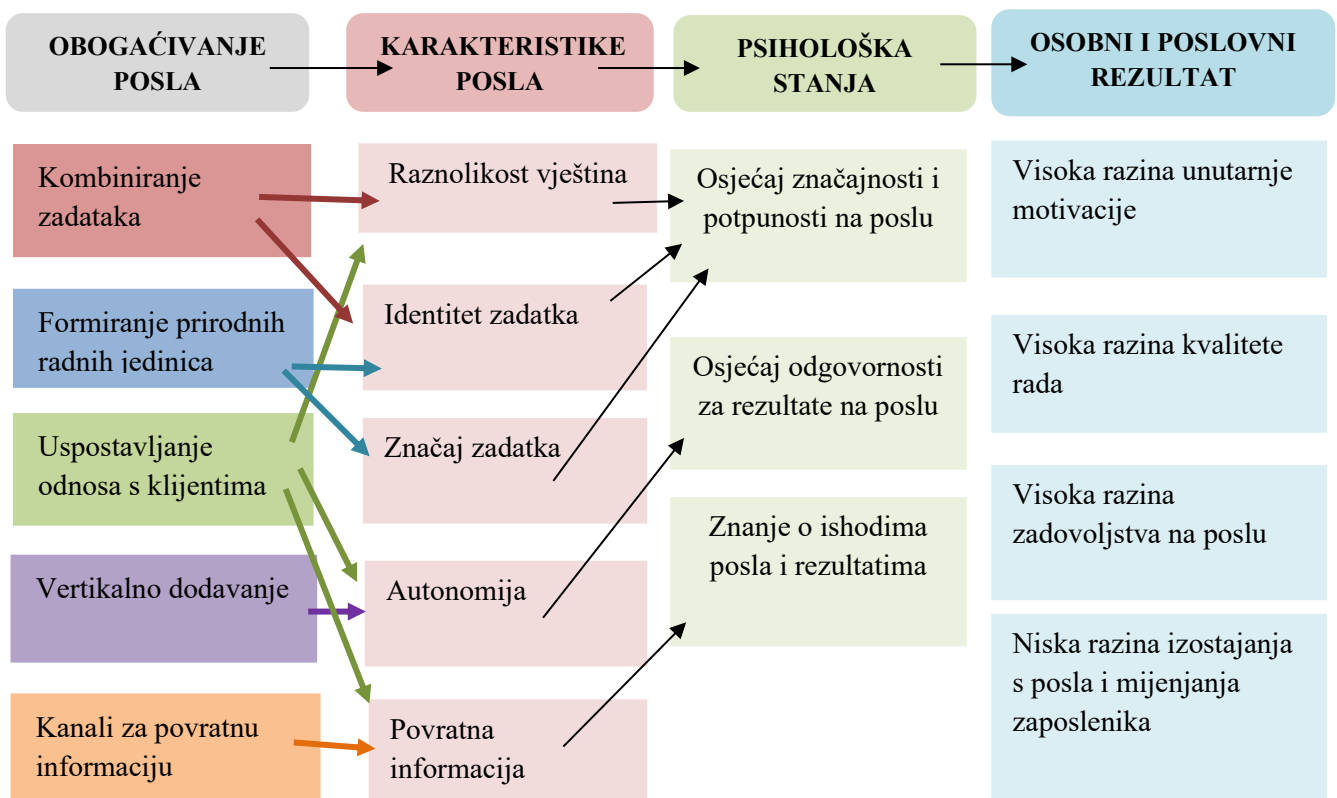 OBOGAĆIVANJE
POSLA
KARAKTERISTIKE
POSLA
PSIHOLOŠKA
STANJA
OSOBNI I POSLOVNI
REZULTAT
Kombiniranje
zadataka
Formiranje prirodnih
radnih jedinica
Uspostavljanje
odnosa s klijentima
Vertikalno dodavanje
Kanali za povratnu
informaciju
Raznolikost vještina
Identitet zadatka
Značaj zadatka
Autonomija
Povratna
informacija
Osjećaj značajnosti i
potpunosti na poslu
Osjećaj odgovornosti
za rezultate na poslu
Znanje o ishodima
posla i rezultatima
Visoka razina unutarnje
motivacije
Visoka razina kvalitete
rada
Visoka razina
zadovoljstva na poslu
Niska razina izostajanja
s posla i mijenjanja
zaposlenika